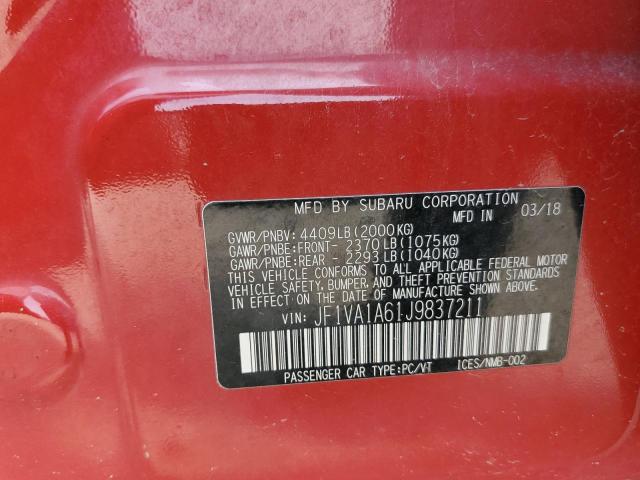 MFD BY SUBARU CORPORATION
MFD IN 03/18
GVWR/PNBV: 4409LB(2000KG)
GAWR/PNBE:FRONT- 2370LB(1075KG)
GAWR/PNBE:REAR - 2293LB(1040KG)
THIS VEHICLE CONFORMS TO ALL APPLICABLE FEDERAL MOTOR
VEHICLE SAFETY, BUMPER, AND THEFT PREVENTION STANDARDS
IN EFFECT ON THE DATE OF MANUFACTURE SHOWN ABOVE.
VIN: JF1VA1A61J9837211
PASSENGER CAR TYPE:PC/V-T ICES/NMB-002